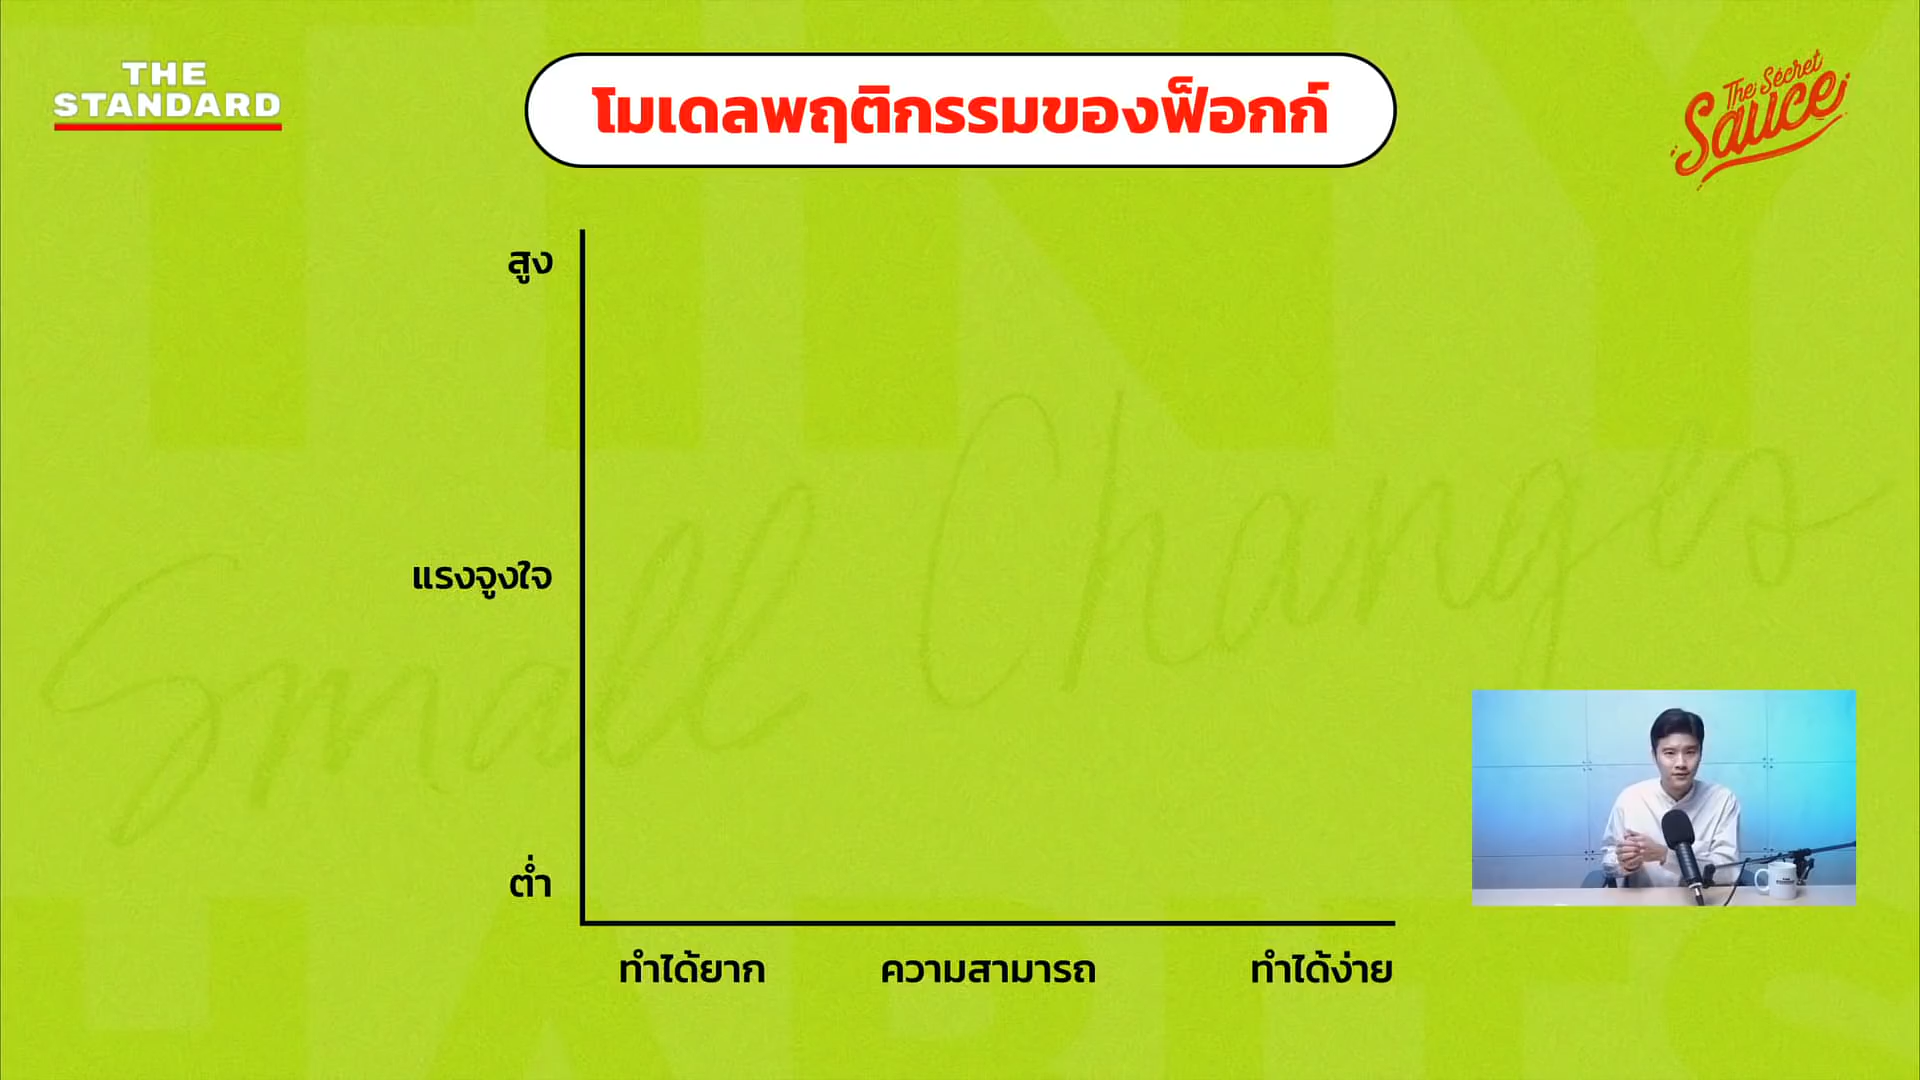 THE
STANDARD
โมเดลพฤติกรรมของฟ็อกก์
The Secret
Sauce
สูง
แรงจูงใจ
ต่ำ
ทำได้ยาก
ความสามารถ
ทำได้ง่าย
TINY
Small Changes
HABITS